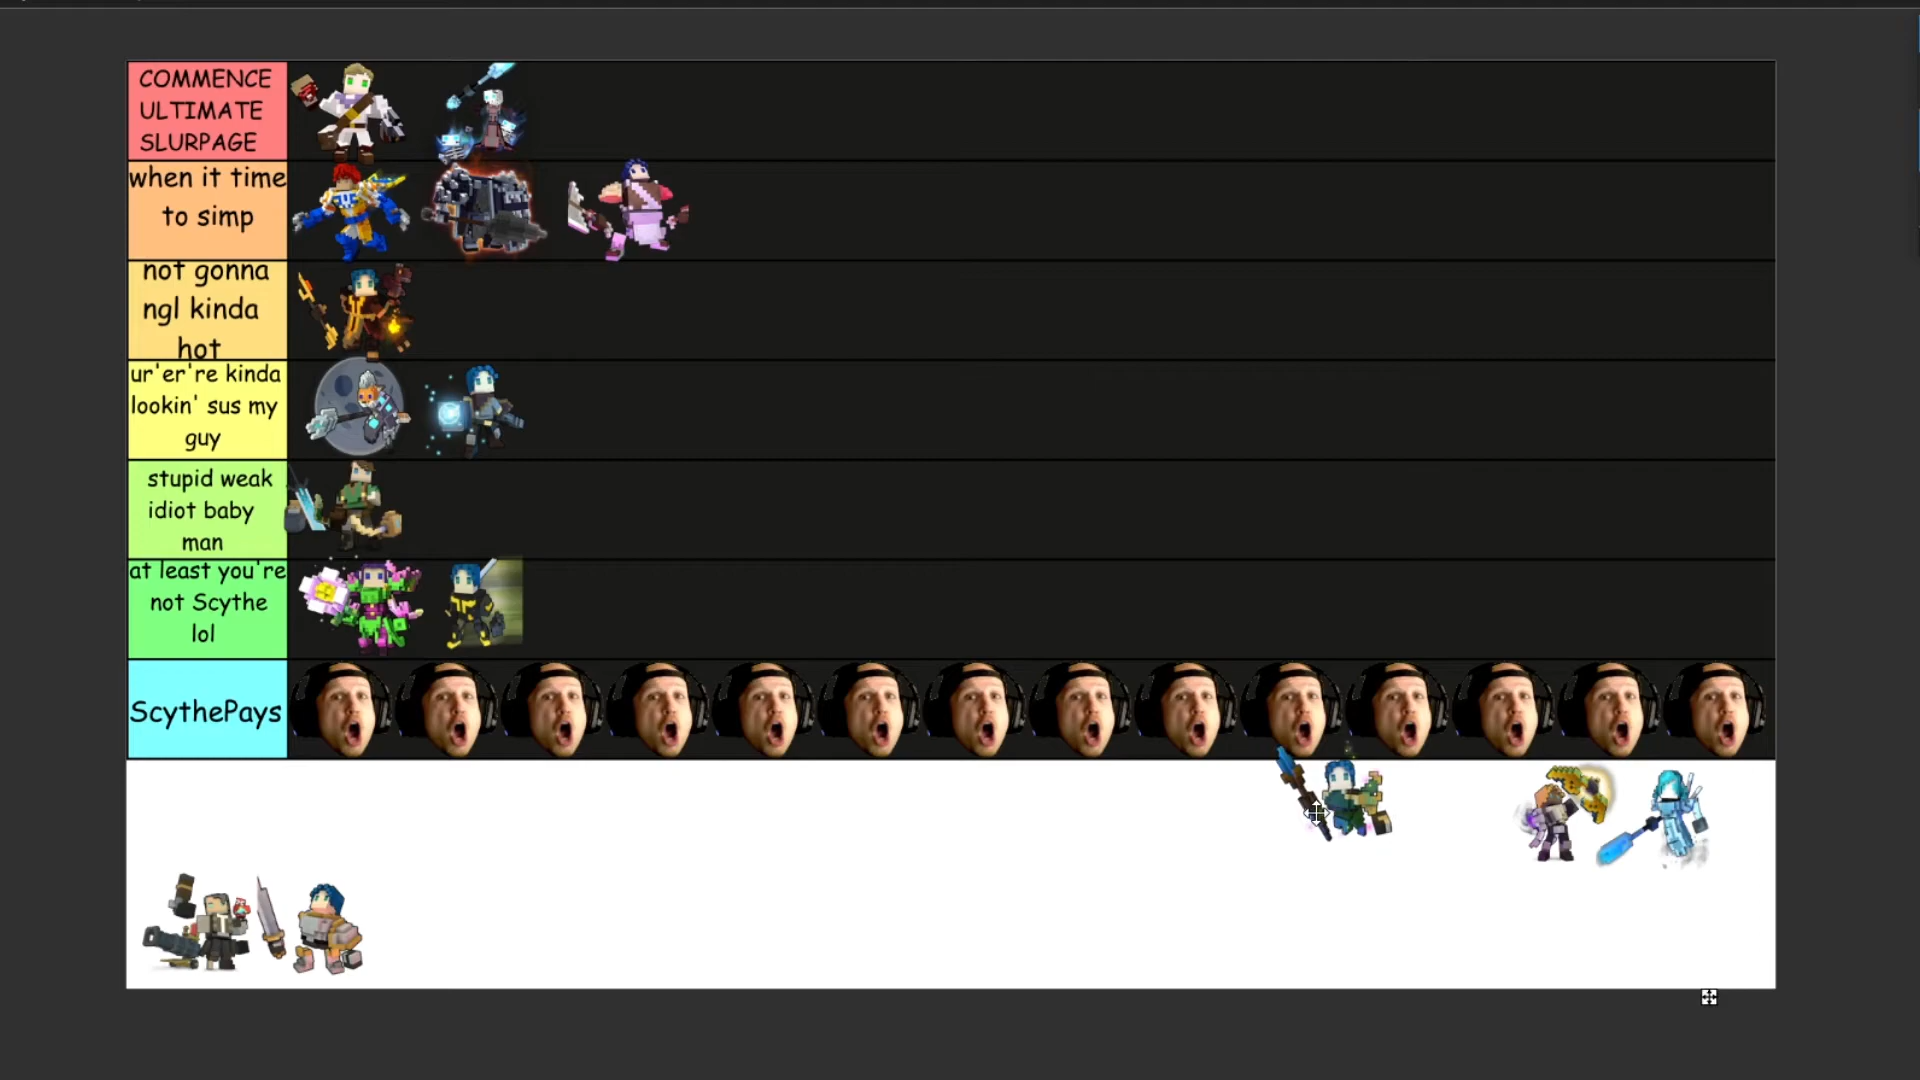 COMMENCE
ULTIMATE
SLURPAGE
when it time
to simp
not gonna
ngl kinda
hot
ur'er're kinda
lookin' sus my
guy
stupid weak
idiot baby
man
at least you're
not Scythe
lol
ScythePays